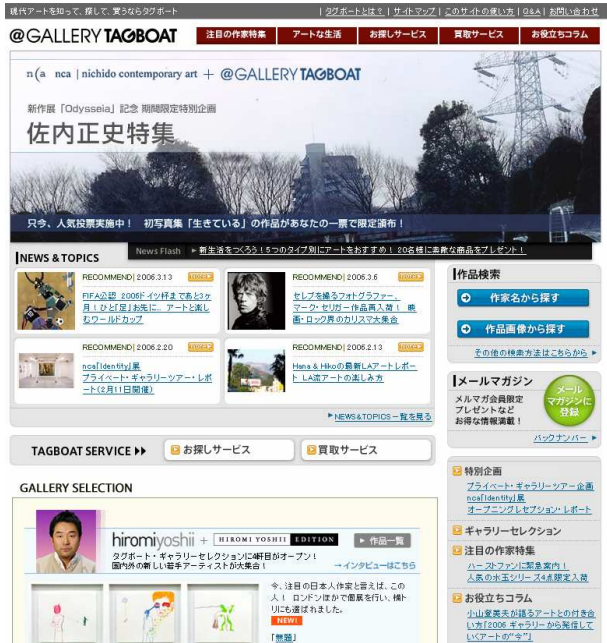 現代アートを知って、探して、買うならタグボート
| タグボートとは? | サイトマップ | このサイトの使い方 | Q&A | お問い合わせ
@GALLERY TAGBOAT
注目の作家特集
アートな生活
お探しサービス
買取サービス
お役立ちコラム
n(a nca | nichido contemporary art + @GALLERY TAGBOAT
新作展「Odysseia」記念 期間限定特別企画
佐内正史特集
只今、人気投票実施中! 初写真集「生きている」の作品があなたの一票で限定頒布!
NEWS & TOPICS
News Flash ▸ 新生活をつくろう!5つのタイプ別にアートをおすすめ! 20名様に素敵な商品をプレゼント!
RECOMMEND| 2006.3.13
FIFA公認 2006ドイツ杯まであと3ヶ
月!ひと足お先に、アートと楽し
むワールドカップ
RECOMMEND| 2006.3.6
セレブを撮るフォトグラファー、
マーク・セリガー作品再入荷! 映
画・ロック界のカリスマ大集合
RECOMMEND| 2006.2.20
nca「Identity」展
プライベート・ギャラリーツアー・レポ
ート(2月11日開催)
RECOMMEND| 2006.2.13
Hana & Hikoの最新LAアートレポー
ト LA流アートの楽しみ方
▸ NEWS&TOPICS一覧を見る
作品検索
作家名から探す
作品画像から探す
その他の検索方法はこちらから ▸
メールマガジン
メルマガ会員限定
プレゼントなど
お得な情報満載!
メール
マガジンに
登録
バックナンバー ▸
TAGBOAT SERVICE
お探しサービス
買取サービス
GALLERY SELECTION
hiromiyoshii + HIROMI YOSHII EDITION
▸ 作品一覧
タグボート・ギャラリーセレクションに4軒目がオープン!
国内外の新しい若手アーティストが大集合!
→インタビューはこちら
今、注目の日本人作家と言えば、この
人! ロンドンほかで個展を行い、横ト
リにも選ばれました。
NEW!
「無題」
特別企画
プライベート・ギャラリーツアー企画
nca「Identity」展
オープニングレセプション・レポート
ギャラリーセレクション
注目の作家特集
ハーストファンに緊急案内!
人気の水玉シリーズ4点限定入荷
お役立ちコラム
小山登美夫が語るアートとの付き合
い方「2006 ギャラリーから発信して
いくアートの“今”」